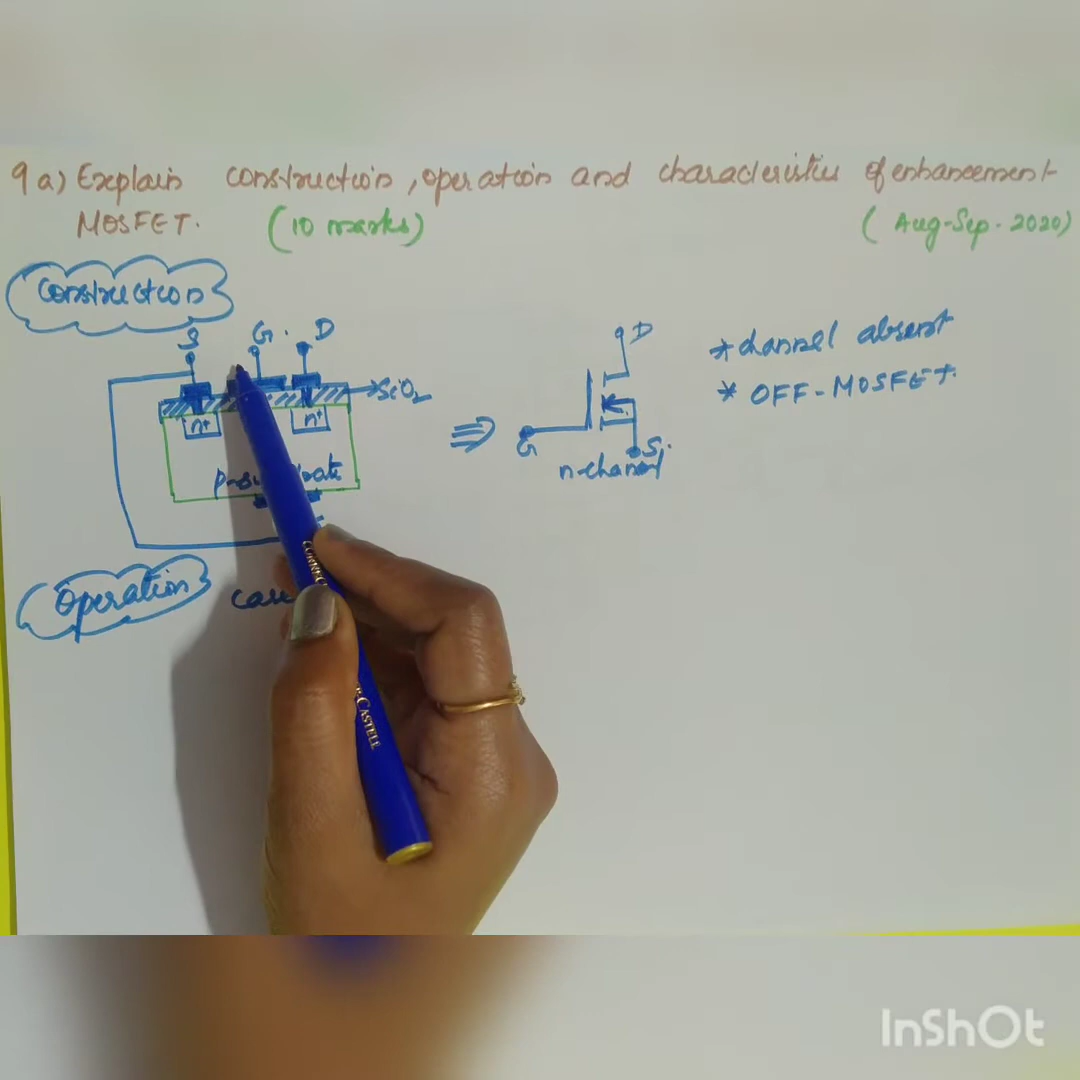 9a) Explain construction, operation and characteristics of enhancement
MOSFET. (10 marks) (Aug-Sep-2020)
Construction
S G. D
SiO2
n+ n+
D
G
S.
n-channel
*channel absent
* OFF-MOSFET.
Operation
InShOt